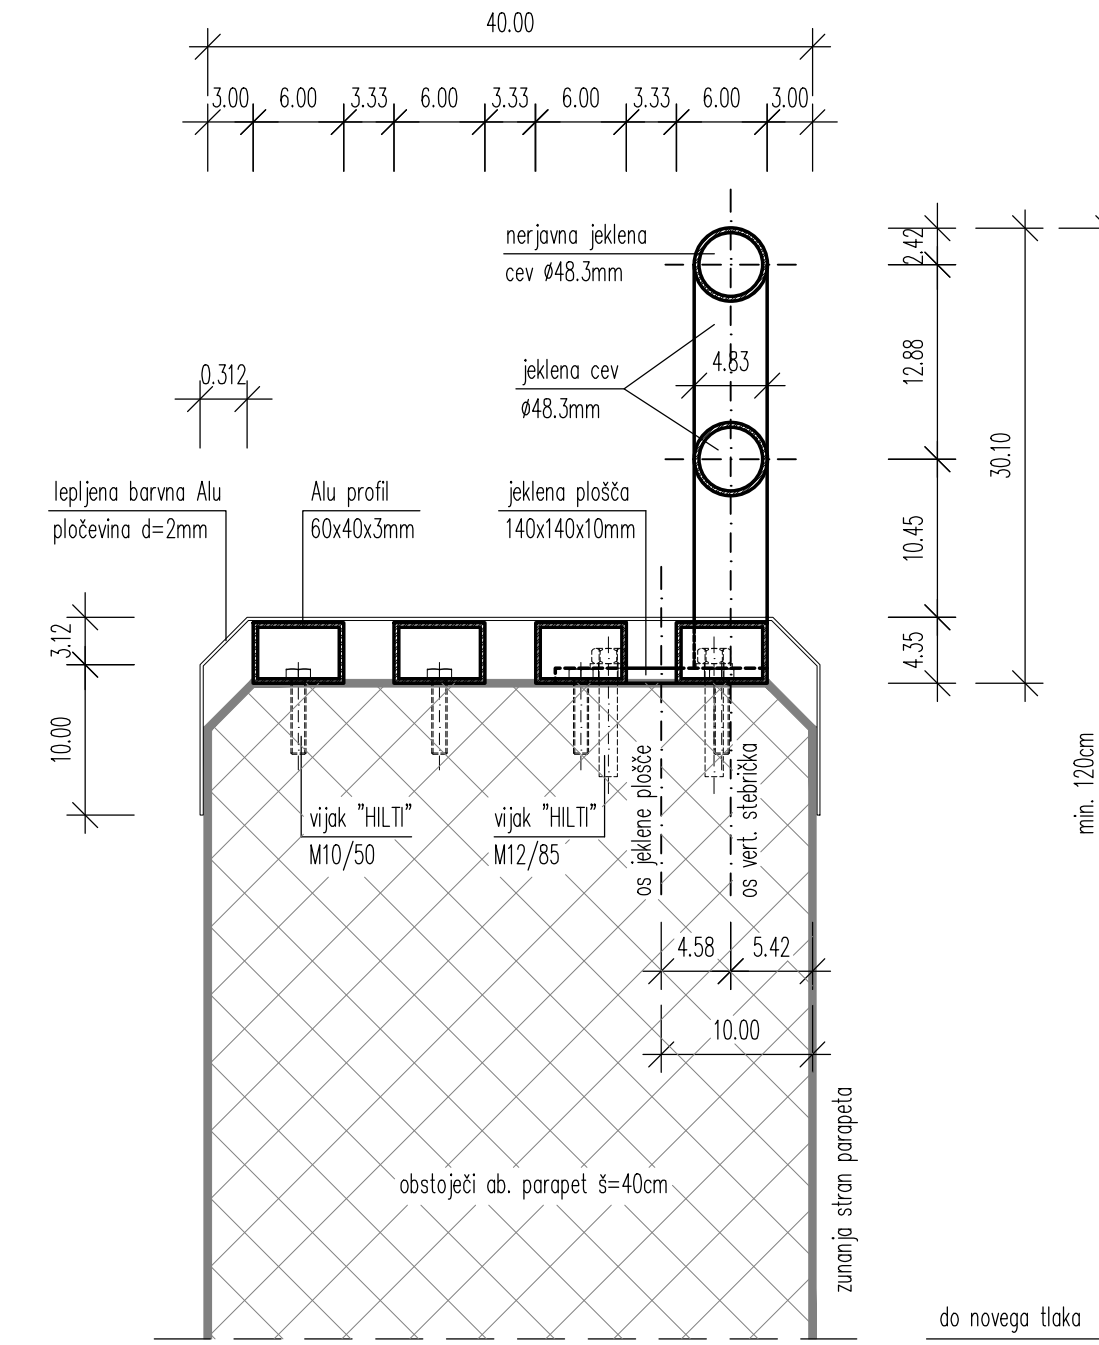 40.00
3.00 6.00 3.33 6.00 3.33 6.00 3.33 6.00 3.00
nerjavna jeklena
cev Ø48.3mm
2.42
12.88
30.10
10.45
4.35
jeklena cev
Ø48.3mm
4.83
0.312
lepljena barvna Alu
pločevina d=2mm
Alu profil
60x40x3mm
jeklena plošča
140x140x10mm
3.12
10.00
vijak "HILTI"
M10/50
vijak "HILTI"
M12/85
os jeklene plošče
os vert. stebrička
min. 120cm
4.58 5.42
10.00
zunanja stran parapeta
obstoječi ab. parapet š=40cm
do novega tlaka